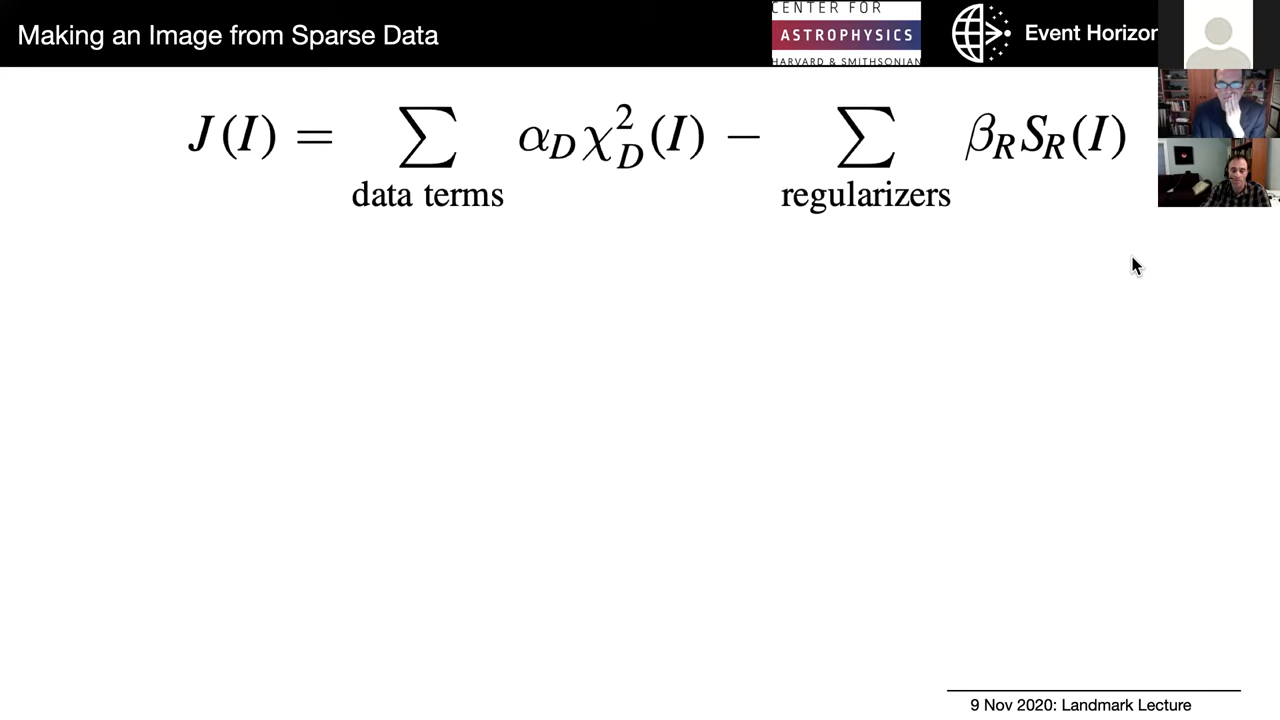 Making an Image from Sparse Data
CENTER FOR
ASTROPHYSICS
HARVARD & SMITHSONIAN
Event Horizon
J(I) = ∑ α_D χ²_D(I) − ∑ β_R S_R(I)
data terms regularizers
9 Nov 2020: Landmark Lecture